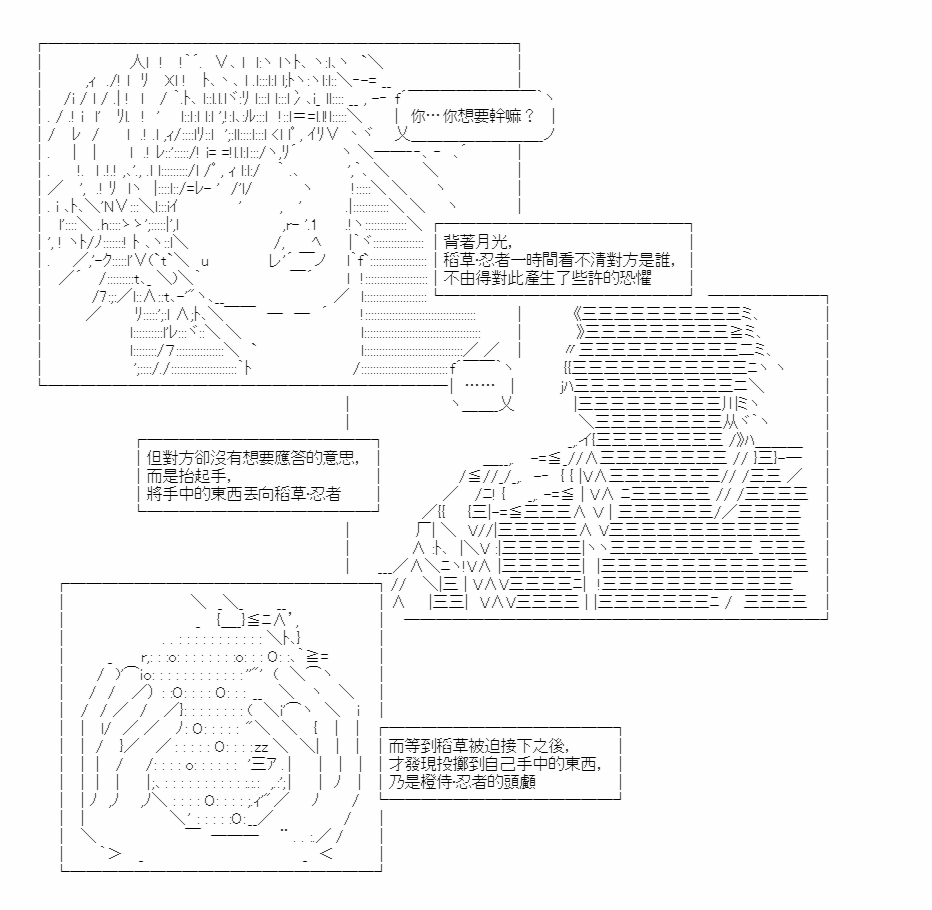 你…你想要幹嘛？
背著月光，
稻草‧忍者一時間看不清對方是誰，
不由得對此產生了些許的恐懼
……
但對方卻沒有想要應答的意思，
而是抬起手，
將手中的東西丟向稻草‧忍者
而等到稻草被迫接下之後，
才發現投擲到自己手中的東西，
乃是橙侍‧忍者的頭顱